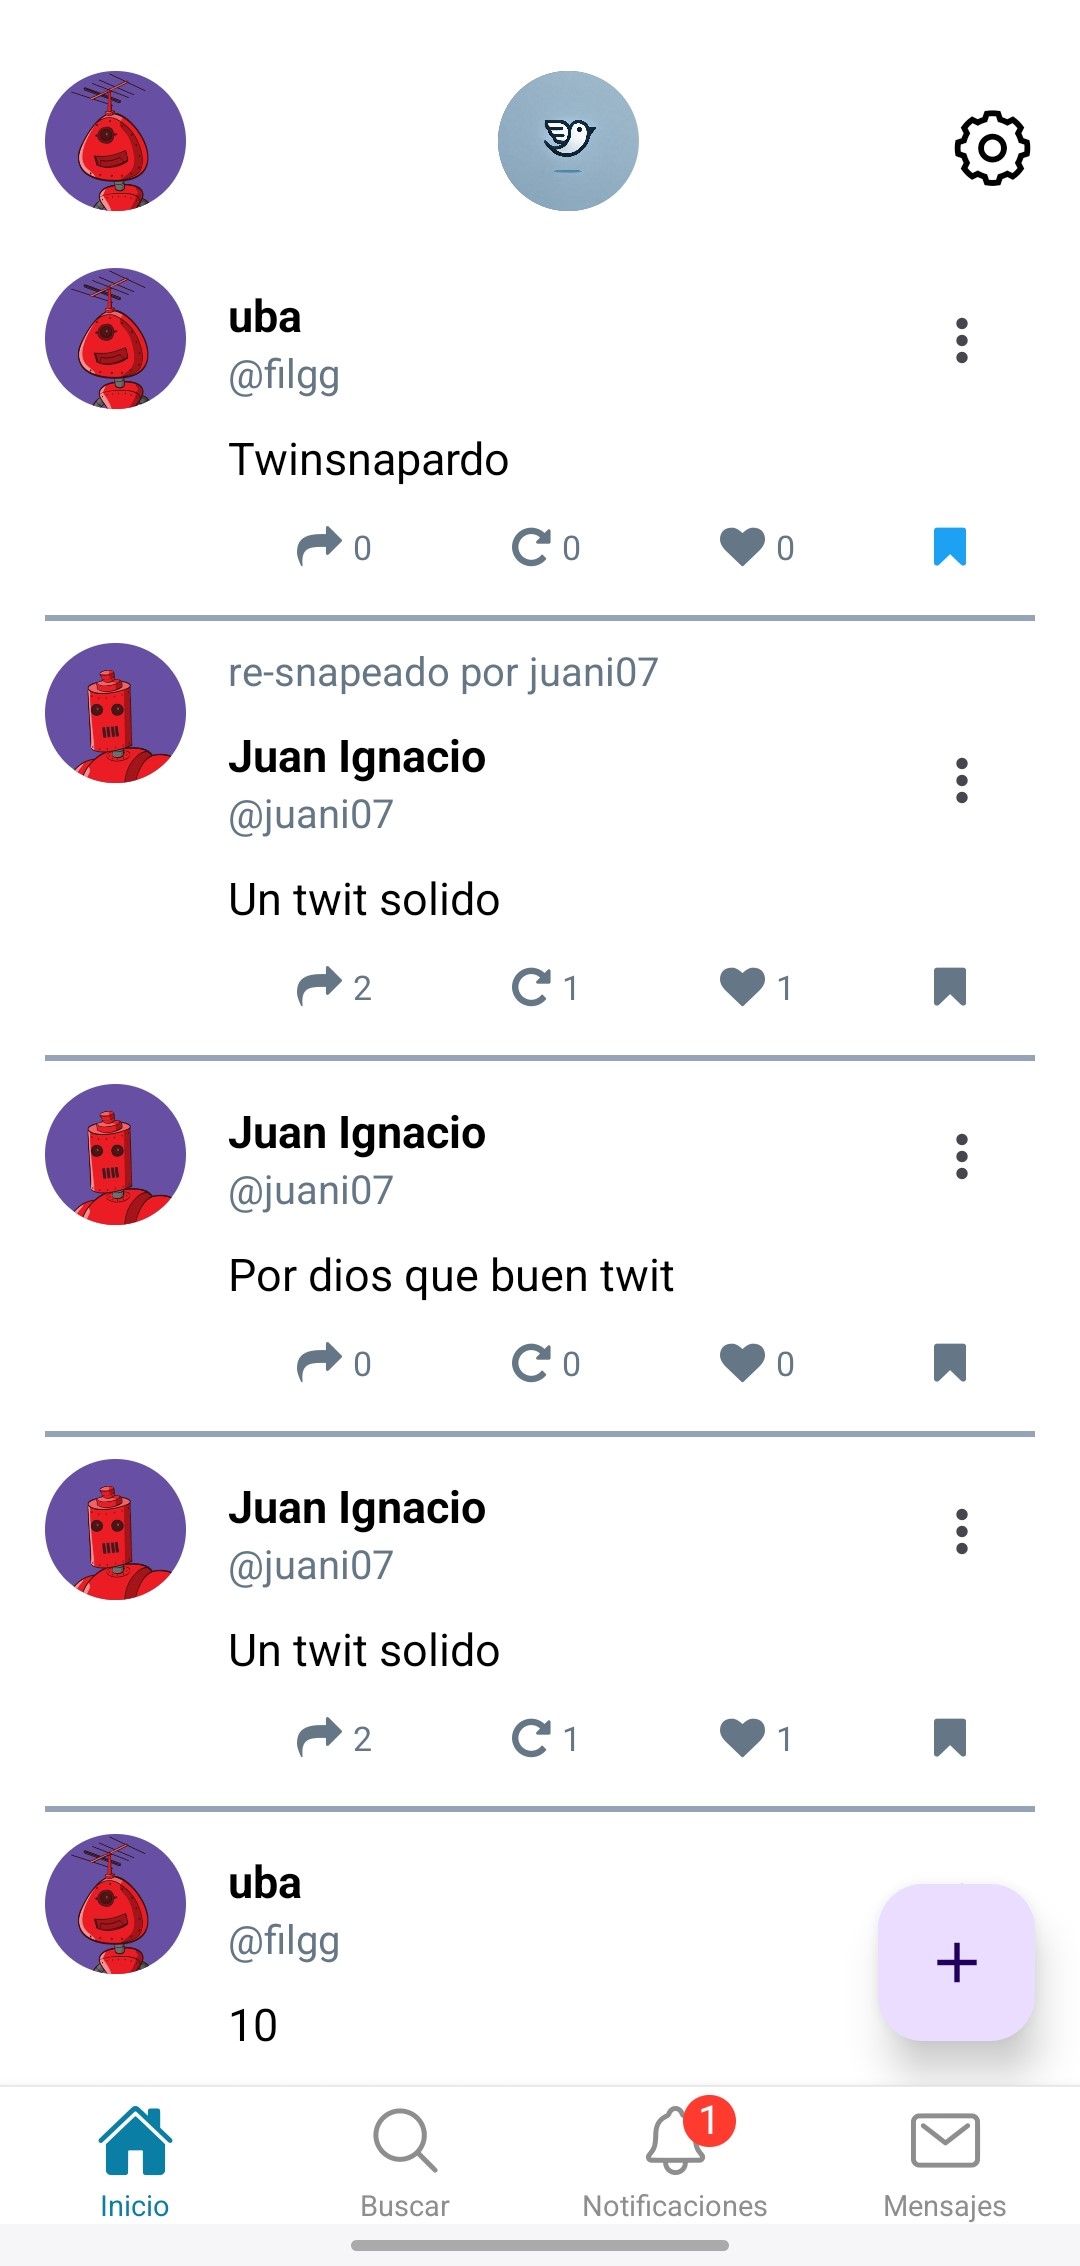 uba
@filgg
Twinsnapardo
0 0 0
re-snapeado por juani07
Juan Ignacio
@juani07
Un twit solido
2 1 1
Juan Ignacio
@juani07
Por dios que buen twit
0 0 0
Juan Ignacio
@juani07
Un twit solido
2 1 1
uba
@filgg
10
1
Inicio Buscar Notificaciones Mensajes